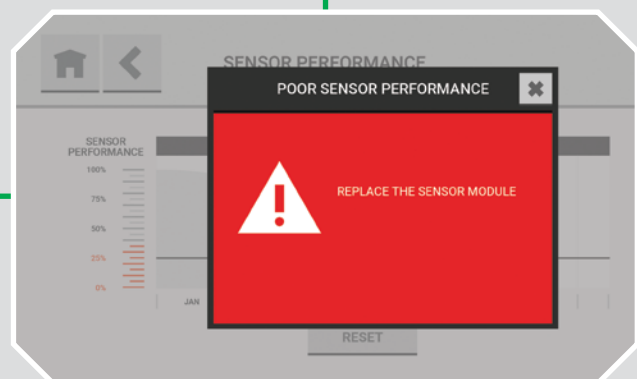 SENSOR PERFORMANCE
POOR SENSOR PERFORMANCE
SENSOR
PERFORMANCE
100%
75%
REPLACE THE SENSOR MODULE
50%
25%
0%
JAN
RESET